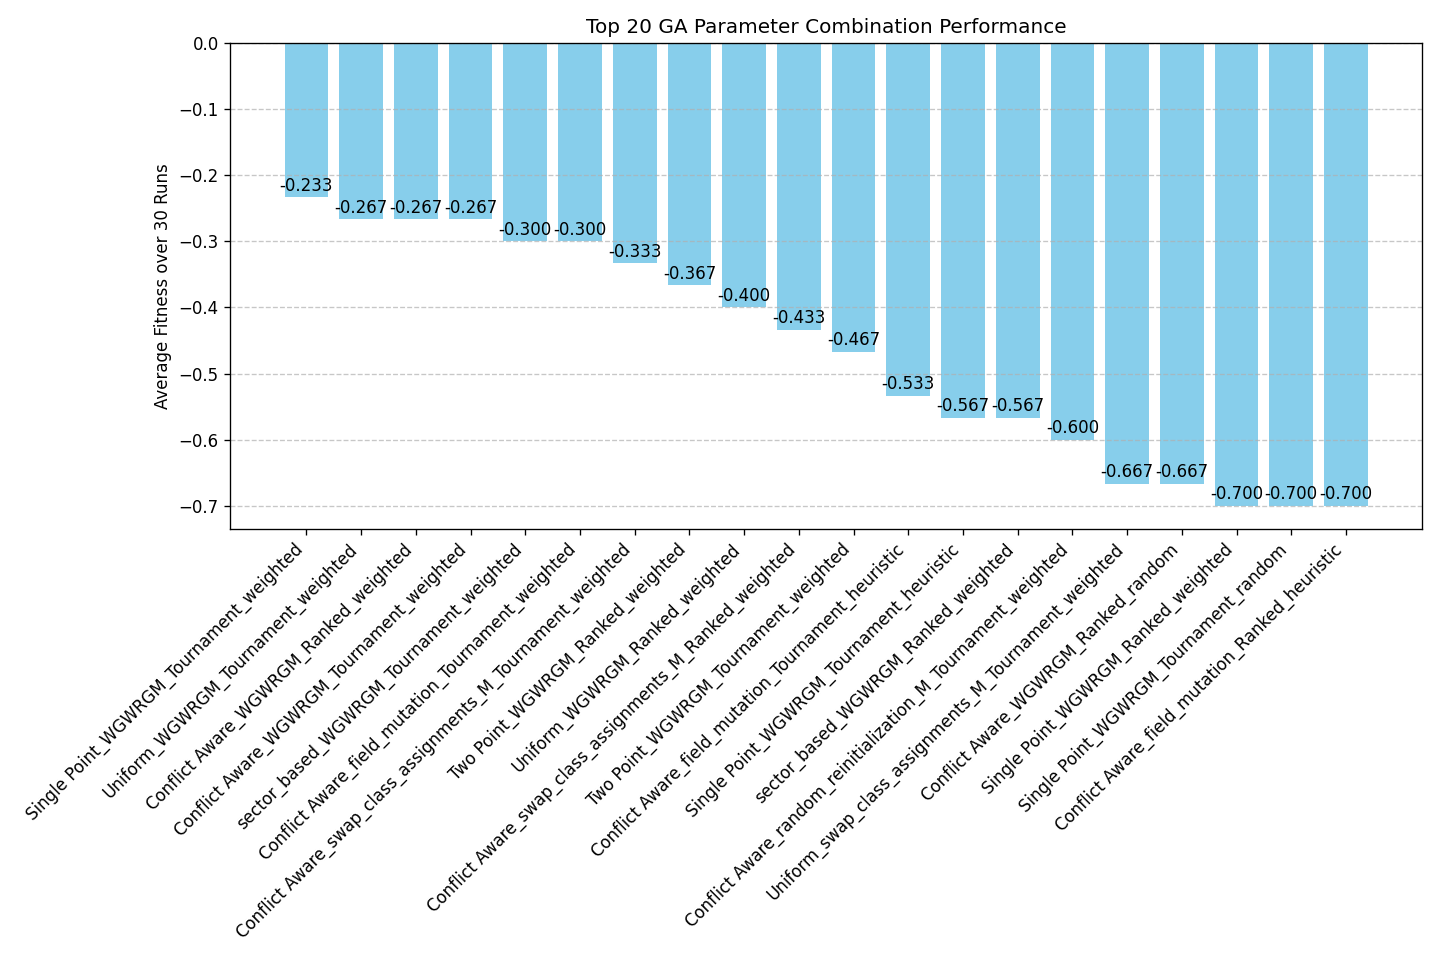 Top 20 GA Parameter Combination Performance
Average Fitness over 30 Runs
0.0
−0.1
−0.2
−0.3
−0.4
−0.5
−0.6
−0.7
-0.233
-0.267
-0.267
-0.267
-0.300
-0.300
-0.333
-0.367
-0.400
-0.433
-0.467
-0.533
-0.567
-0.567
-0.600
-0.667
-0.667
-0.700
-0.700
-0.700
Single Point_WGWRGM_Tournament_weighted
Uniform_WGWRGM_Tournament_weighted
Conflict Aware_WGWRGM_Ranked_weighted
Conflict Aware_WGWRGM_Tournament_weighted
sector_based_WGWRGM_Tournament_weighted
Conflict Aware_field_mutation_Tournament_weighted
Conflict Aware_swap_class_assignments_M_Tournament_weighted
Two Point_WGWRGM_Ranked_weighted
Uniform_WGWRGM_Ranked_weighted
Conflict Aware_swap_class_assignments_M_Ranked_weighted
Two Point_WGWRGM_Tournament_weighted
Conflict Aware_field_mutation_Tournament_heuristic
Single Point_WGWRGM_Tournament_heuristic
sector_based_WGWRGM_Ranked_weighted
Conflict Aware_random_reinitialization_M_Tournament_weighted
Uniform_swap_class_assignments_M_Tournament_weighted
Conflict Aware_WGWRGM_Ranked_random
Single Point_WGWRGM_Ranked_weighted
Single Point_WGWRGM_Tournament_random
Conflict Aware_field_mutation_Ranked_heuristic